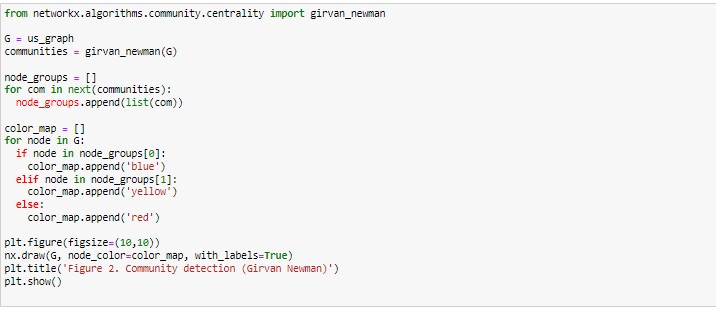 from networkx.algorithms.community.centrality import girvan_newman
G = us_graph
communities = girvan_newman(G)
node_groups = []
for com in next(communities):
  node_groups.append(list(com))
color_map = []
for node in G:
  if node in node_groups[0]:
    color_map.append('blue')
  elif node in node_groups[1]:
    color_map.append('yellow')
  else:
    color_map.append('red')
plt.figure(figsize=(10,10))
nx.draw(G, node_color=color_map, with_labels=True)
plt.title('Figure 2. Community detection (Girvan Newman)')
plt.show()